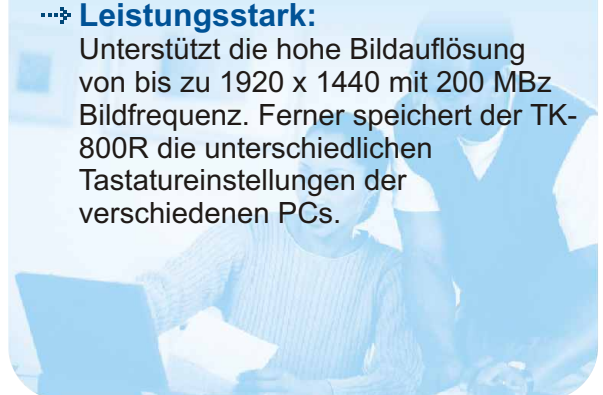 Leistungsstark:
Unterstützt die hohe Bildauflösung
von bis zu 1920 x 1440 mit 200 MBz
Bildfrequenz. Ferner speichert der TK-
800R die unterschiedlichen
Tastatureinstellungen der
verschiedenen PCs.